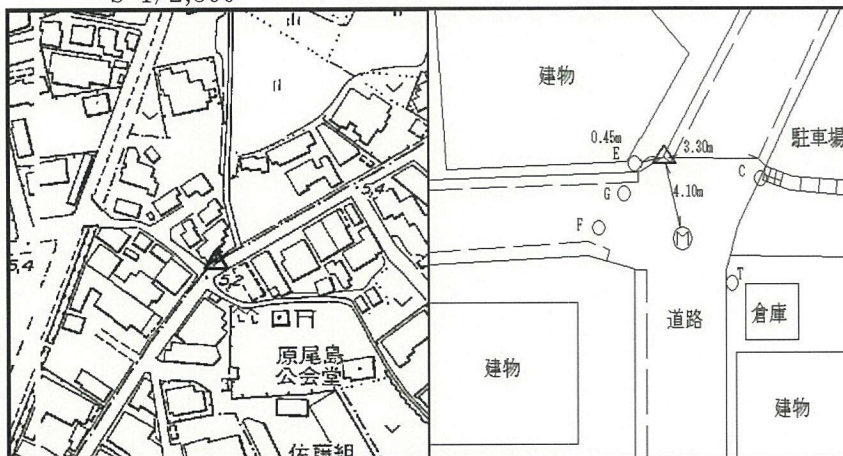 S 1/2,500
5,4
5,4
5,2
原尾島
公会堂
佐藤組
建物
駐車場
0.45m
E
3.30m
C
G
4.10m
F
M
T
道路
倉庫
建物
建物